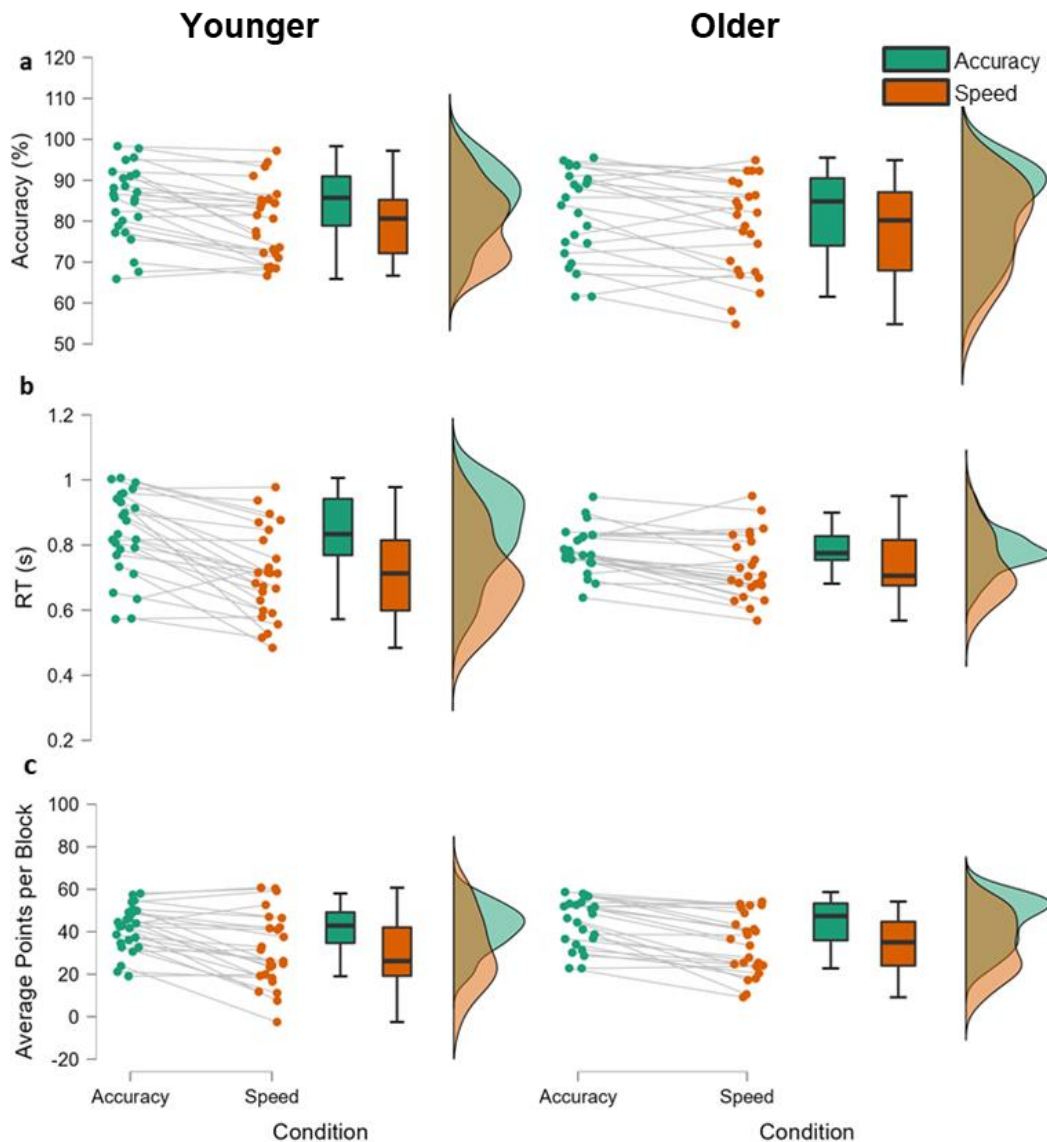 Younger Older
a
Accuracy
Speed
Accuracy (%)
120
110
100
90
80
70
60
50
b
RT (s)
1.2
1
0.8
0.6
0.4
0.2
c
Average Points per Block
100
80
60
40
20
0
-20
Accuracy Speed Accuracy Speed
Condition Condition